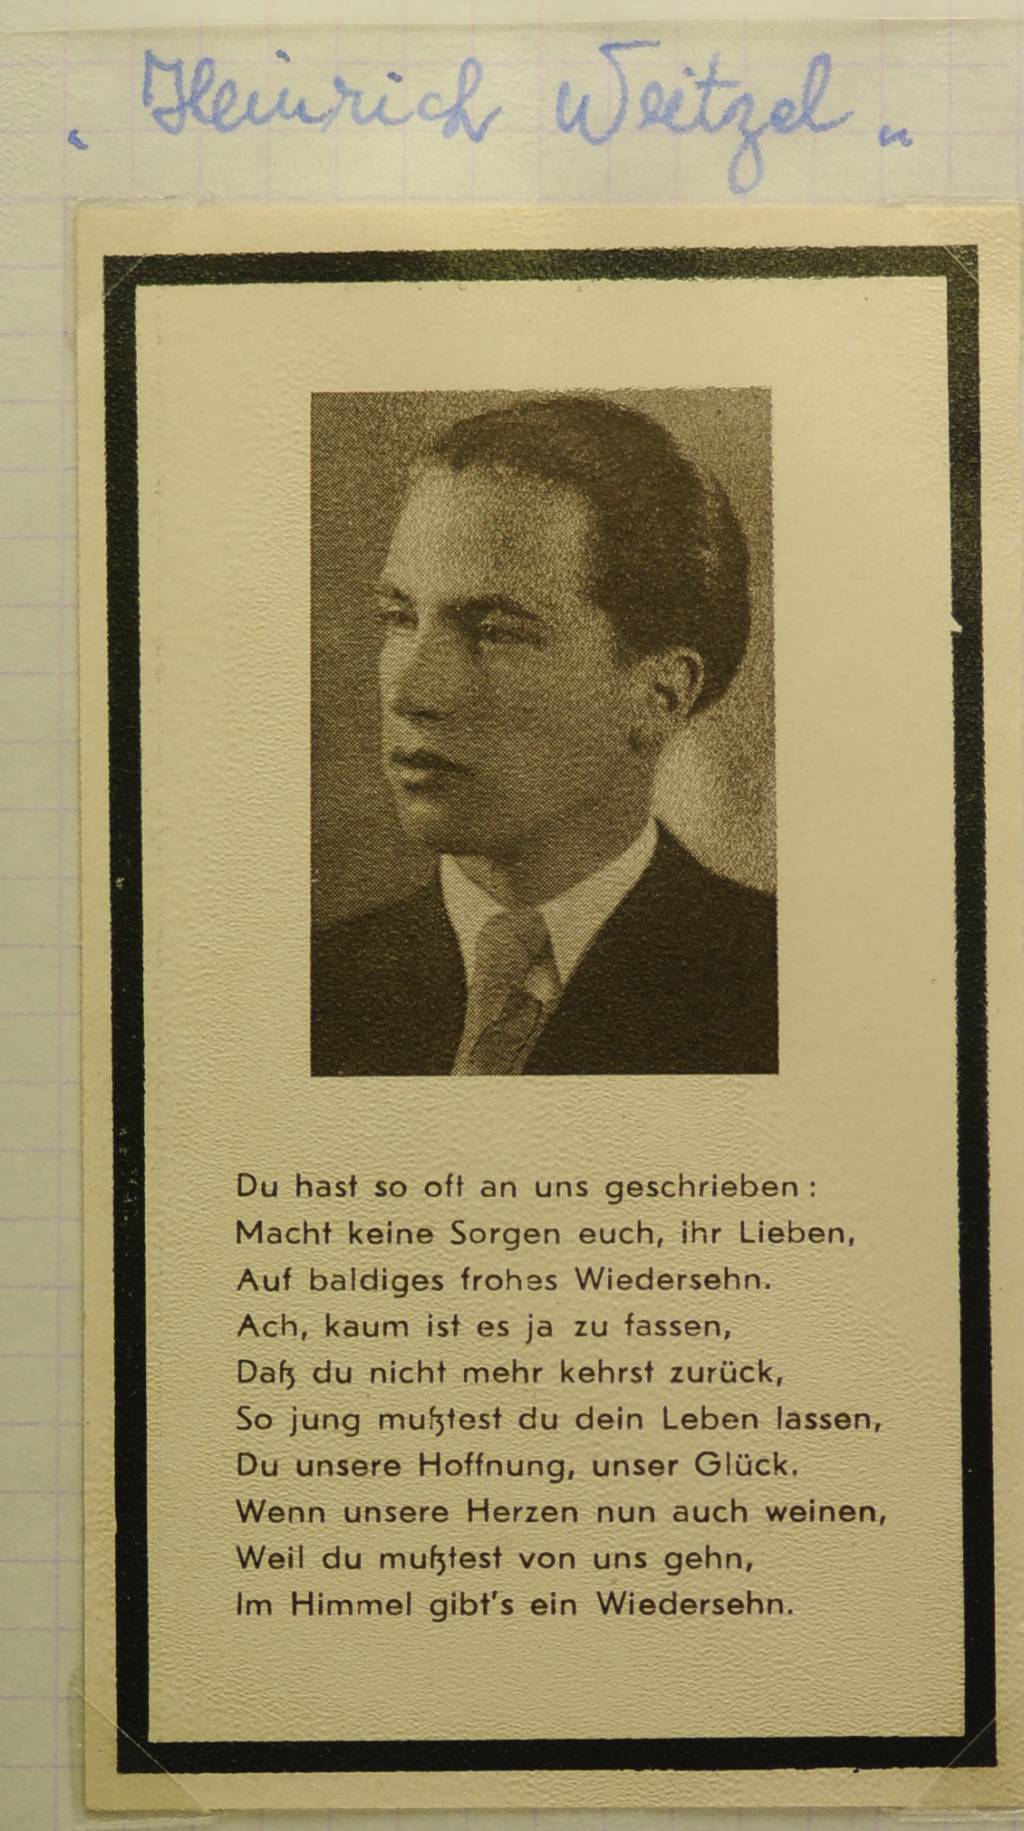 „ Heinrich Weitzel "
Du hast so oft an uns geschrieben :
Macht keine Sorgen euch, ihr Lieben,
Auf baldiges frohes Wiedersehn.
Ach, kaum ist es ja zu fassen,
Daß du nicht mehr kehrst zurück,
So jung mußtest du dein Leben lassen,
Du unsere Hoffnung, unser Glück.
Wenn unsere Herzen nun auch weinen,
Weil du mußtest von uns gehn,
Im Himmel gibt's ein Wiedersehn.